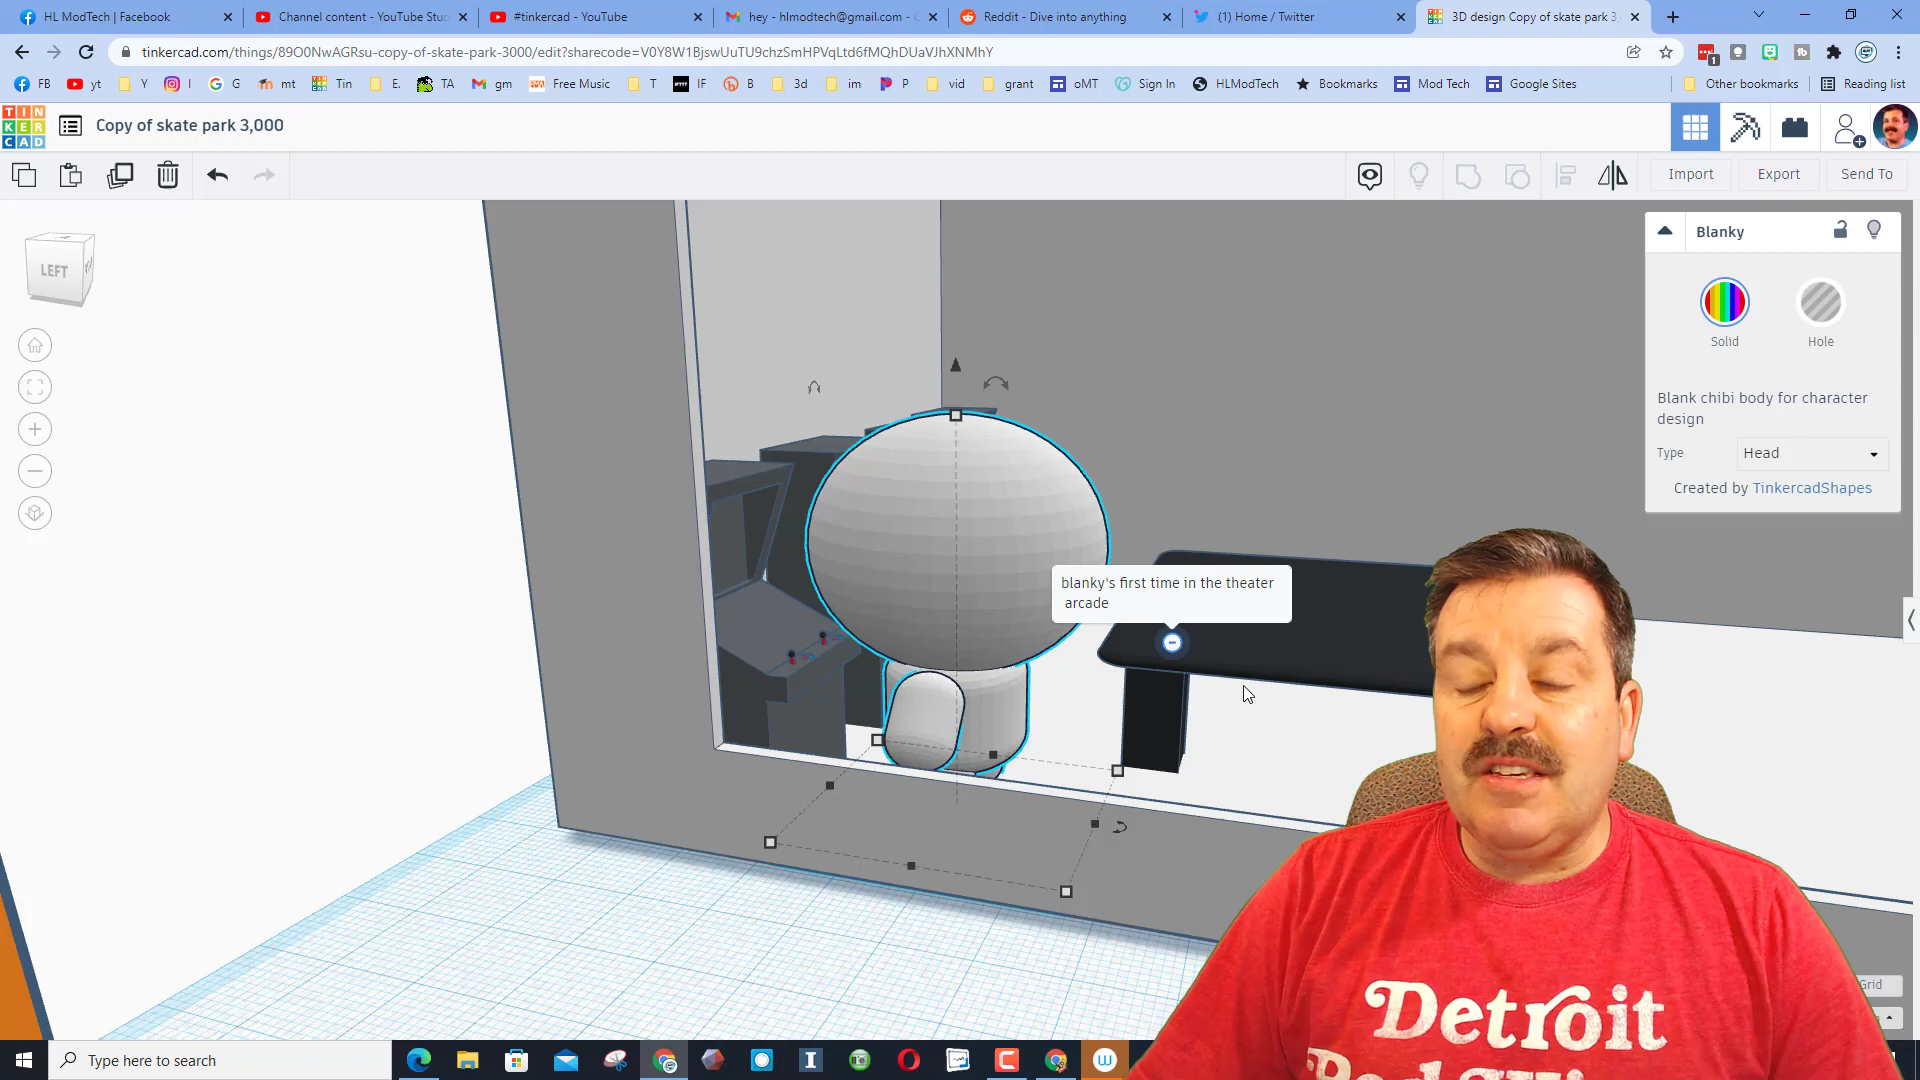 HL ModTech | Facebook
Channel content - YouTube Stud
#tinkercad - YouTube
hey - hlmodtech@gmail.com -
Reddit - Dive into anything
(1) Home / Twitter
3D design Copy of skate park 3,
tinkercad.com/things/89O0NwAGRsu-copy-of-skate-park-3000/edit?sharecode=V0Y8W1BjswUuTU9chzSmHPVqLtd6fMQhDUaVJhXNMhY
1
FB
yt
Y
I
G
mt
Tin
E.
TA
gm
Free Music
T
IF
B
3d
im
P
vid
grant
oMT
Sign In
HLModTech
Bookmarks
Mod Tech
Google Sites
Other bookmarks
Reading list
TIN
KER
CAD
Copy of skate park 3,000
Import
Export
Send To
LEFT
Blanky
Solid
Hole
Blank chibi body for character
design
Type
Head
Created by TinkercadShapes
blanky's first time in the theater
arcade
Grid
Detroit
Type here to search